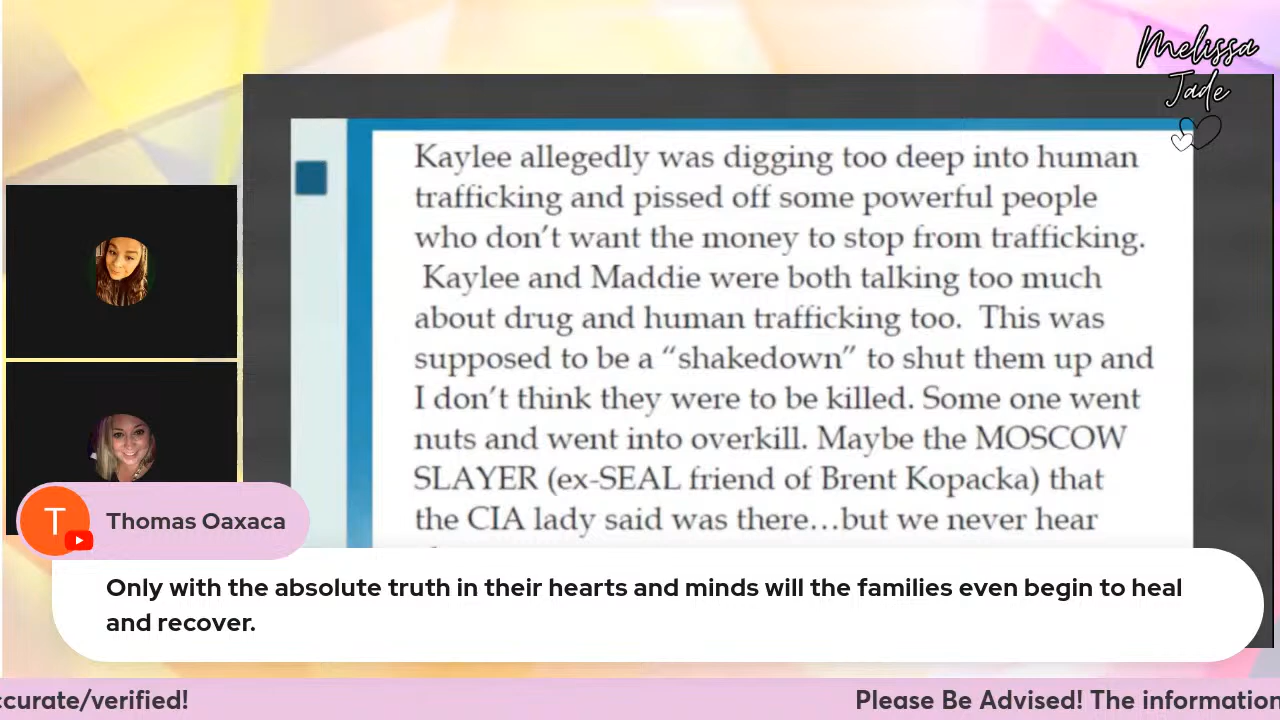 Melissa
Jade
Kaylee allegedly was digging too deep into human
trafficking and pissed off some powerful people
who don’t want the money to stop from trafficking.
Kaylee and Maddie were both talking too much
about drug and human trafficking too.  This was
supposed to be a “shakedown” to shut them up and
I don’t think they were to be killed. Some one went
nuts and went into overkill. Maybe the MOSCOW
SLAYER (ex-SEAL friend of Brent Kopacka) that
the CIA lady said was there…but we never hear
T
Thomas Oaxaca
Only with the absolute truth in their hearts and minds will the families even begin to heal
and recover.
ccurate/verified!
Please Be Advised! The information